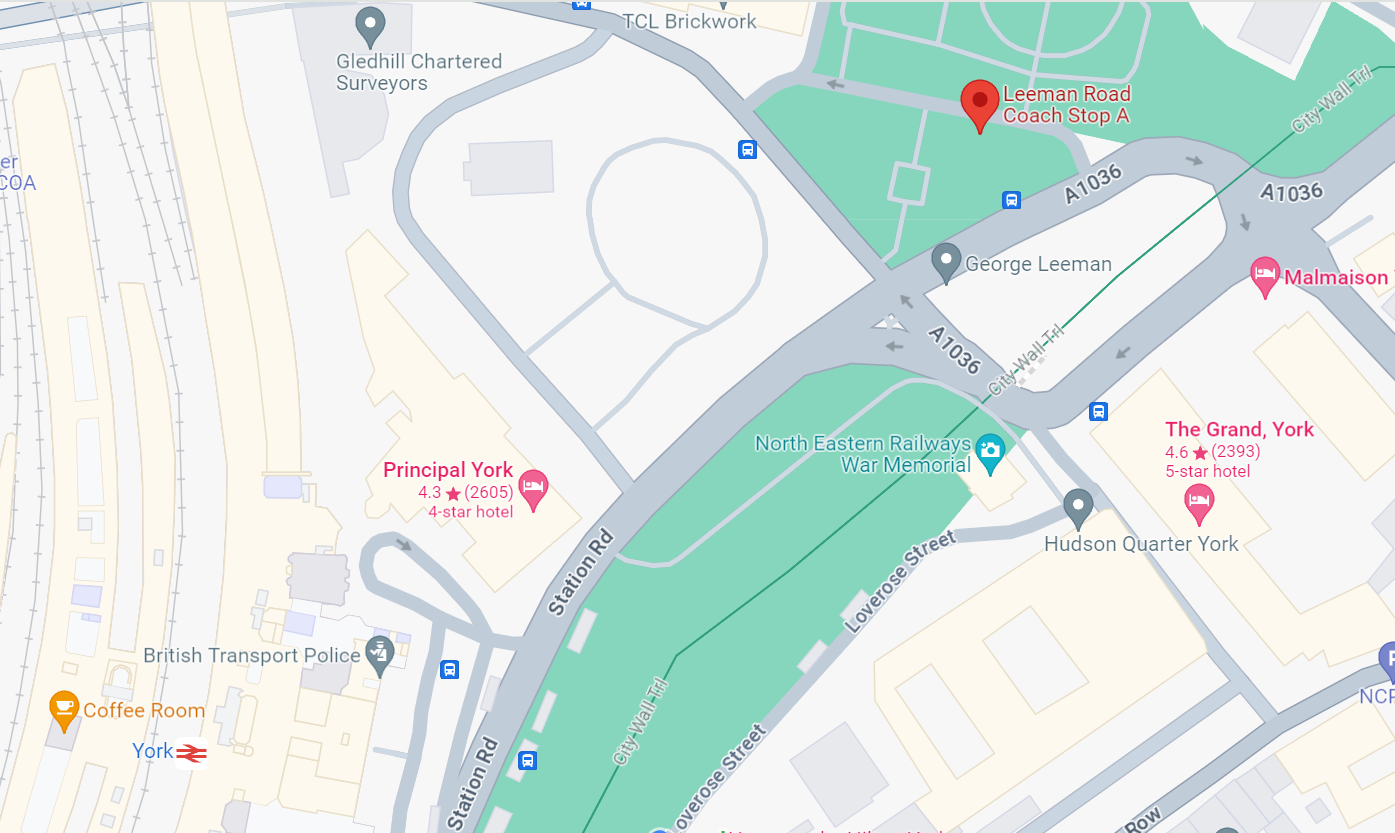 TCL Brickwork
Gledhill Chartered
Surveyors
City Wall Trl
Leeman Road
Coach Stop A
er
COA
A1036
A1036
George Leeman
Malmaison
A1036
City Wall Trl
North Eastern Railways
War Memorial
The Grand, York
4.6 (2393)
5-star hotel
Principal York
4.3 (2605)
4-star hotel
Hudson Quarter York
Station Rd
Loverose Street
British Transport Police
City Wall Trl
Coffee Room
York
NCP
Station Rd
overose Street
Row